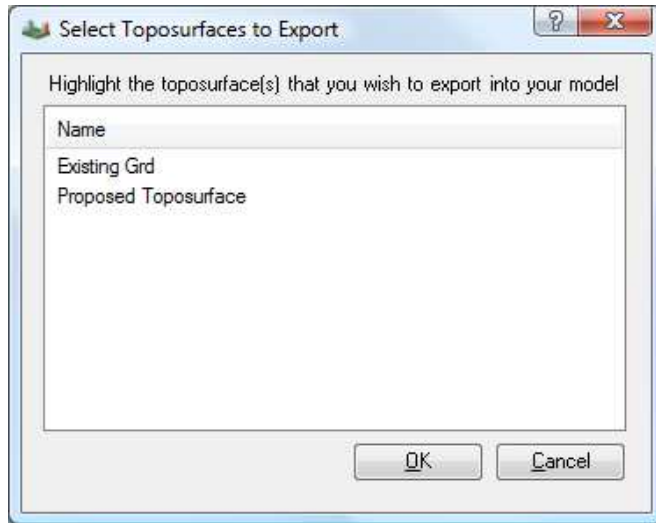 Select Toposurfaces to Export
Highlight the toposurface(s) that you wish to export into your model
Name
Existing Grd
Proposed Toposurface
OK
Cancel